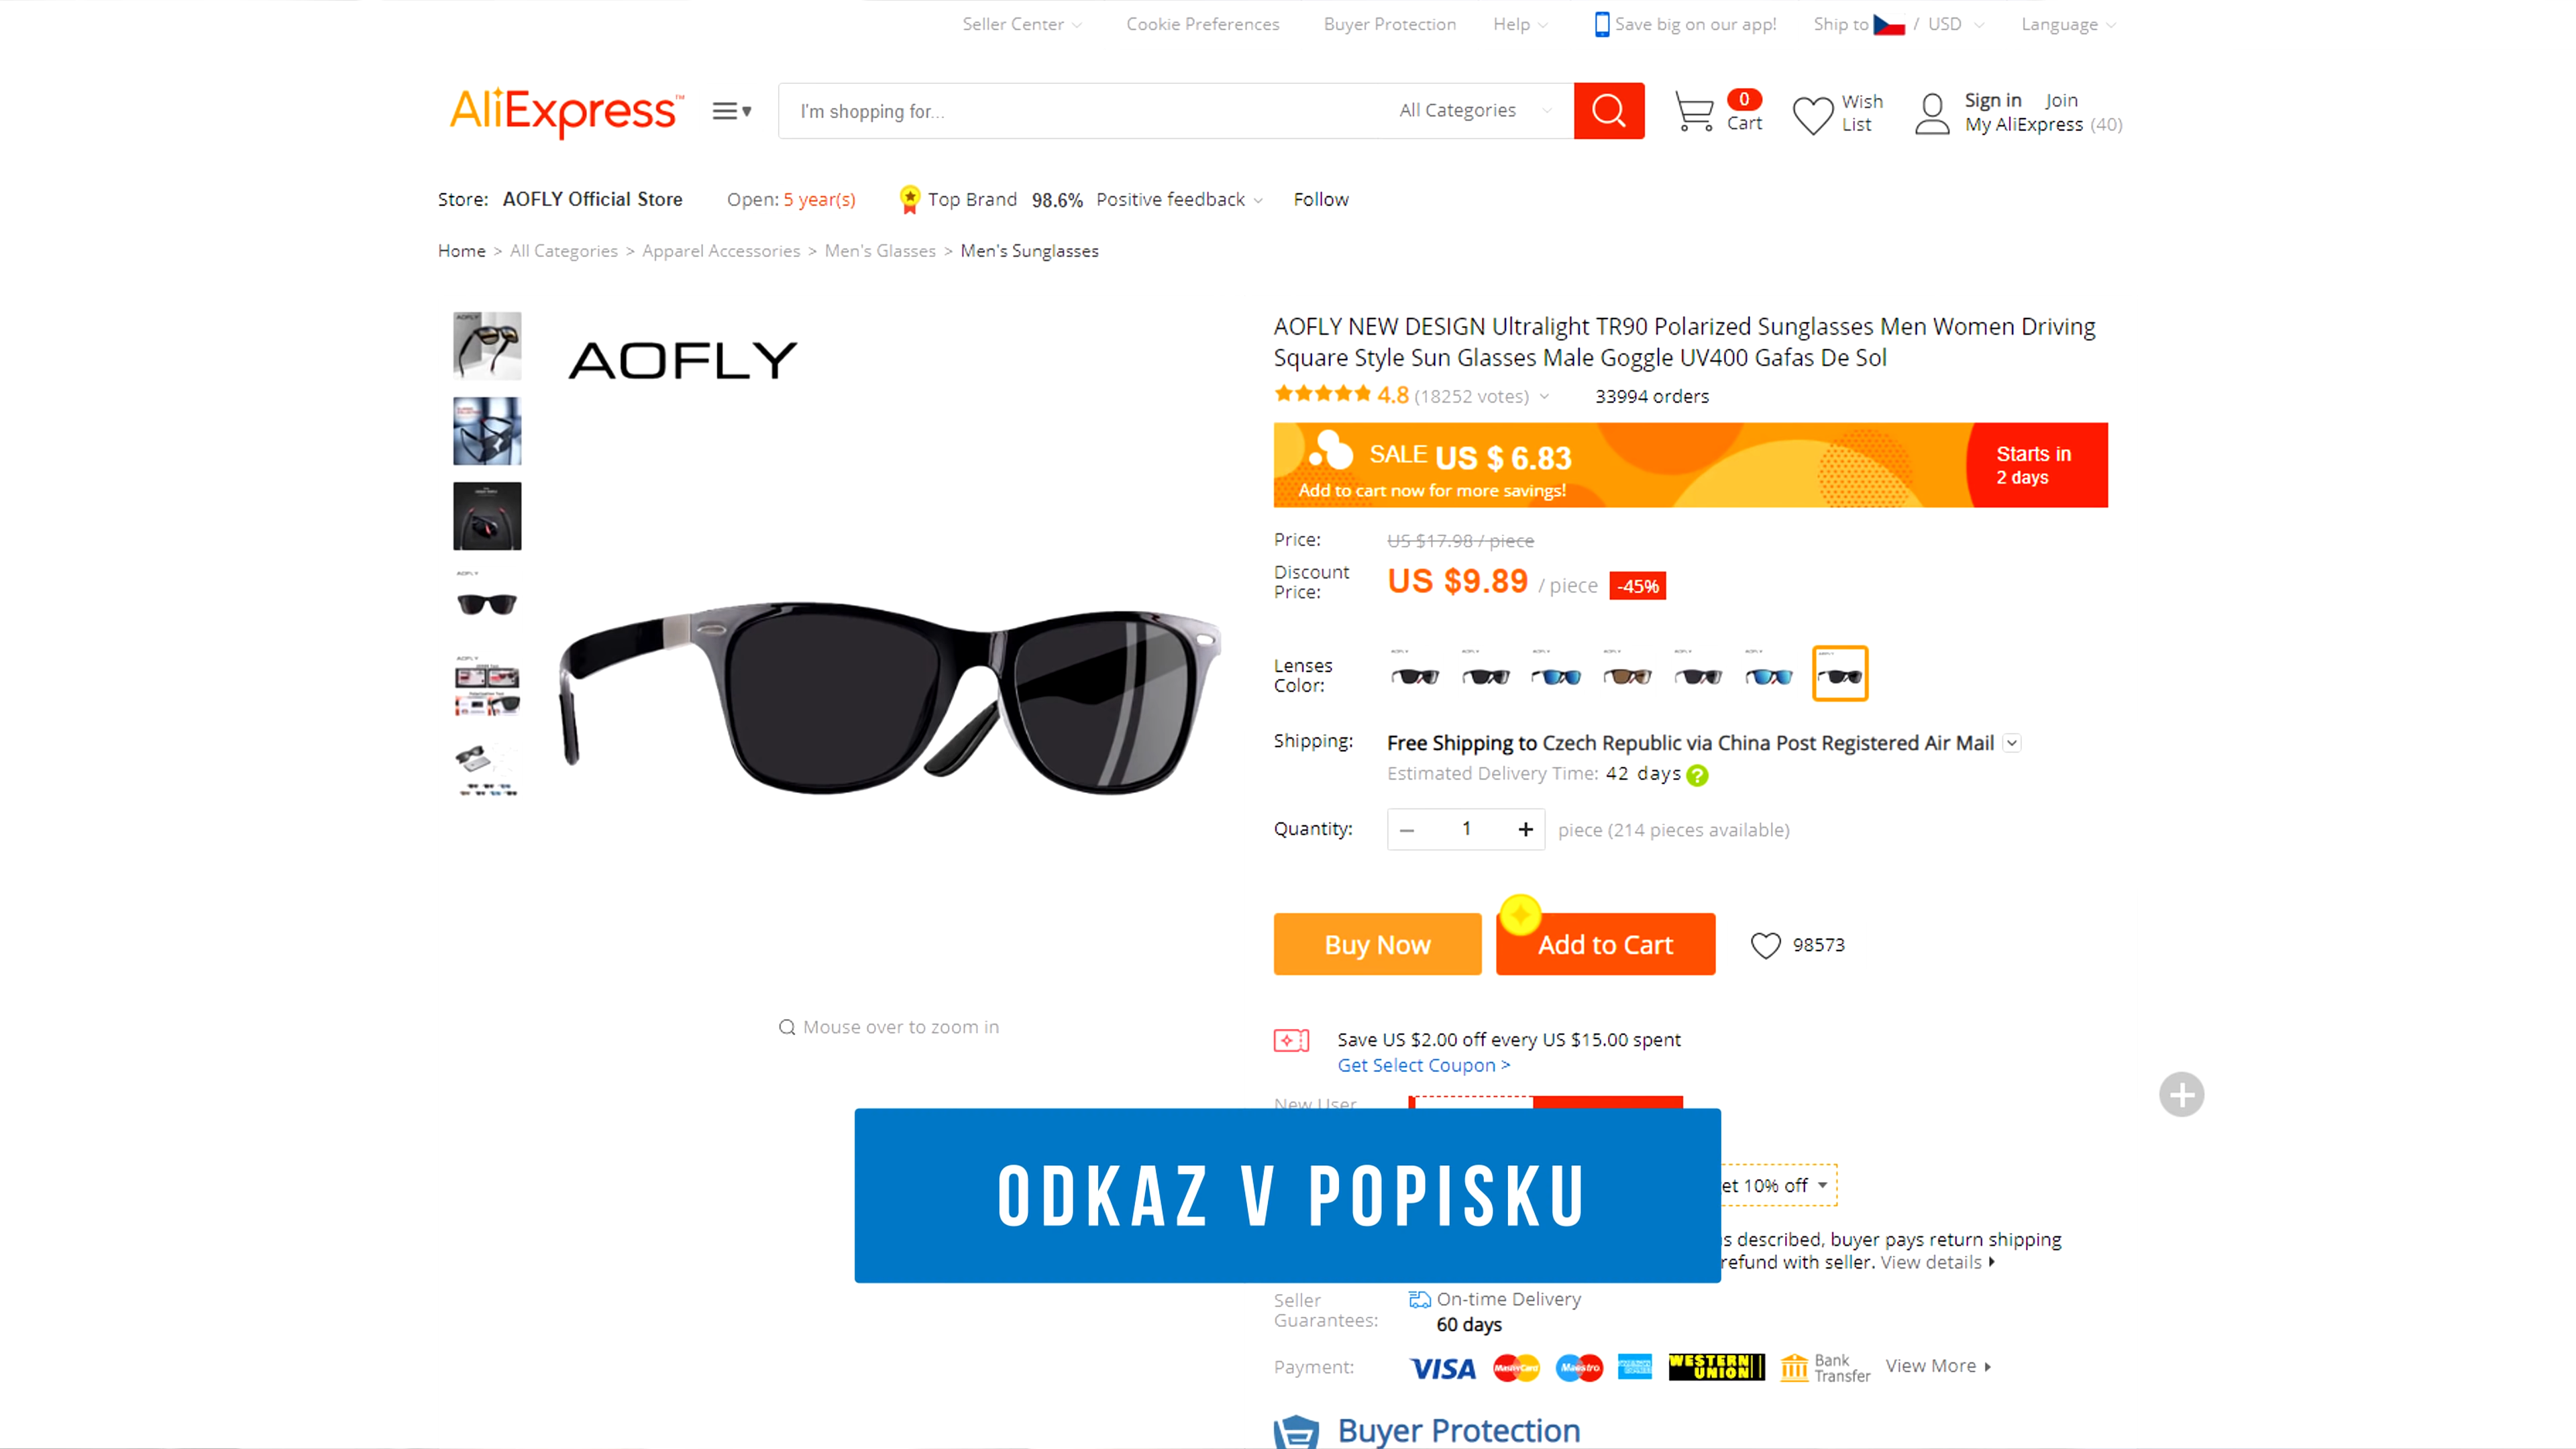 Seller Center
Cookie Preferences
Buyer Protection
Help
Save big on our app!
Ship to / USD
Language
AliExpress™
I'm shopping for...
All Categories
0
Cart
Wish
List
Sign in Join
My AliExpress (40)
Store: AOFLY Official Store
Open: 5 year(s)
Top Brand 98.6% Positive feedback
Follow
Home > All Categories > Apparel Accessories > Men's Glasses > Men's Sunglasses
AOFLY
AOFLY NEW DESIGN Ultralight TR90 Polarized Sunglasses Men Women Driving
Square Style Sun Glasses Male Goggle UV400 Gafas De Sol
4.8 (18252 votes)
33994 orders
SALE US $ 6.83
Add to cart now for more savings!
Starts in
2 days
Price: US $17.98 / piece
Discount
Price:
US $9.89 / piece -45%
Lenses
Color:
Shipping: Free Shipping to Czech Republic via China Post Registered Air Mail
Estimated Delivery Time: 42 days ?
Quantity: – 1 + piece (214 pieces available)
Buy Now
Add to Cart
98573
Mouse over to zoom in
Save US $2.00 off every US $15.00 spent
Get Select Coupon >
New User
ODKAZ V POPISKU
et 10% off
s described, buyer pays return shipping
refund with seller. View details
Seller
Guarantees:
On-time Delivery
60 days
Payment: VISA MasterCard Maestro WESTERN UNION Bank Transfer View More
Buyer Protection